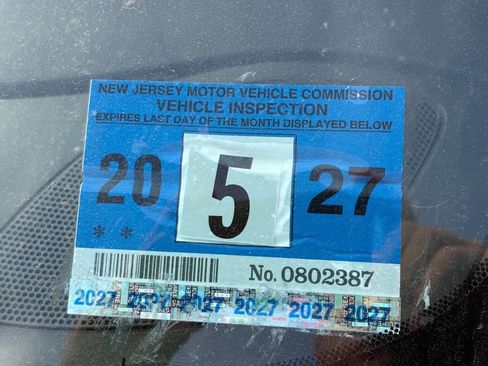 NEW JERSEY MOTOR VEHICLE COMMISSION
VEHICLE INSPECTION
EXPIRES LAST DAY OF THE MONTH DISPLAYED BELOW
20 5 27
**
No. 0802387
2027 2027 2027 2027 2027 2027